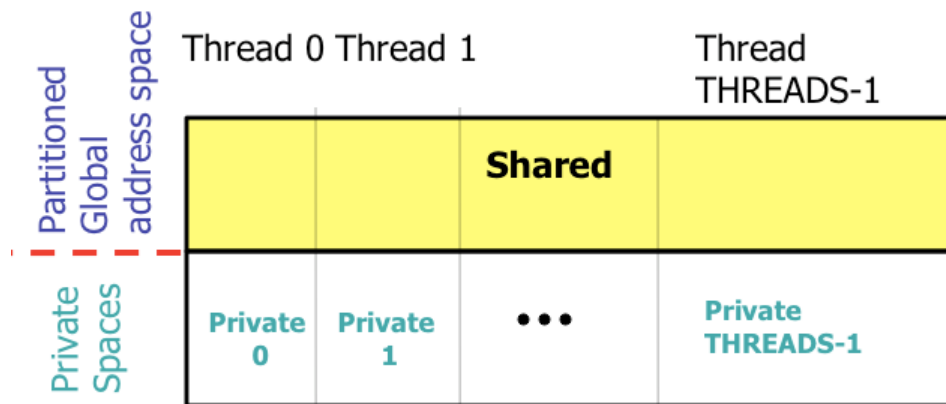 Partitioned
Global
address space
Thread 0 Thread 1
Thread
THREADS-1
Shared
Private
Spaces
Private
0
Private
1
•••
Private
THREADS-1